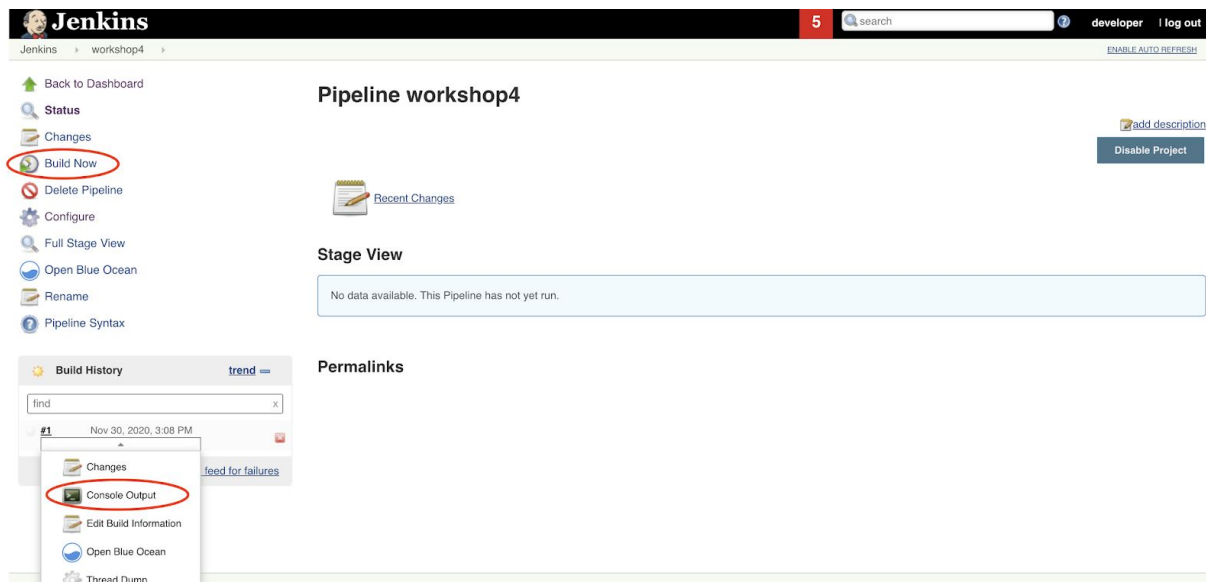 Jenkins
5
search
developer | log out
Jenkins
workshop4
ENABLE AUTO REFRESH
Back to Dashboard
Status
Changes
Build Now
Delete Pipeline
Configure
Full Stage View
Open Blue Ocean
Rename
Pipeline Syntax
Build History
trend
find x
#1 Nov 30, 2020, 3:08 PM
feed for failures
Changes
Console Output
Edit Build Information
Open Blue Ocean
Thread Dump
Pipeline workshop4
add description
Disable Project
Recent Changes
Stage View
No data available. This Pipeline has not yet run.
Permalinks